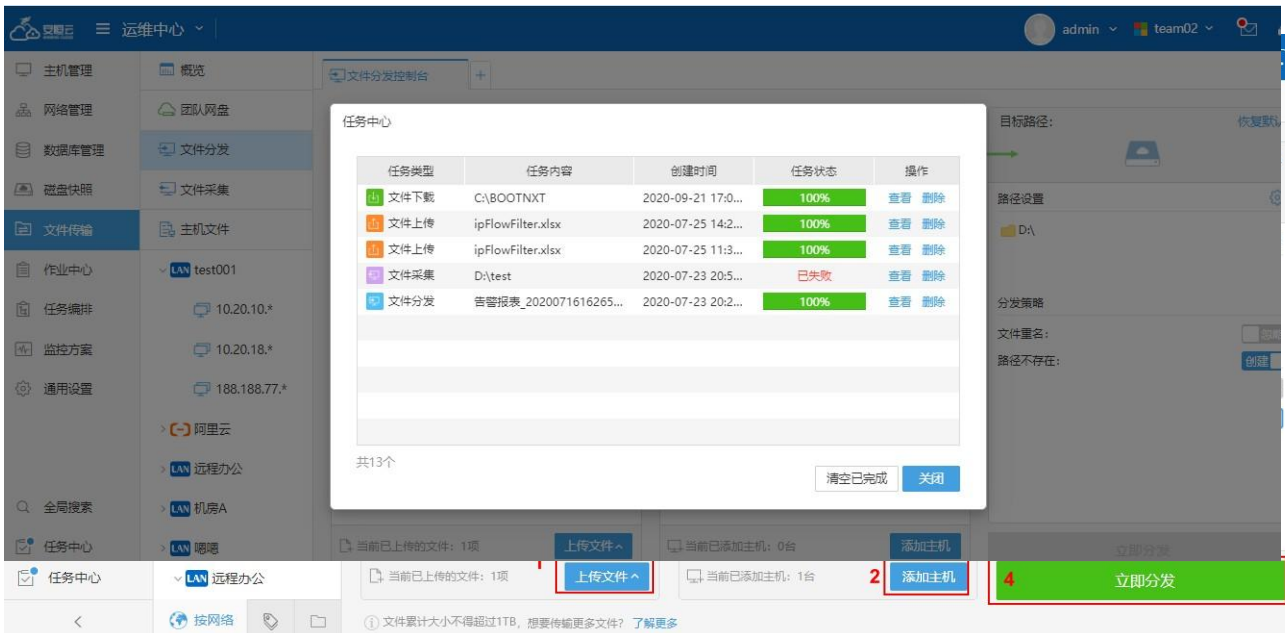 安厦云 运维中心 admin team02
主机管理 概览 文件分发控制台 +
网络管理 团队网盘
数据库管理 文件分发
磁盘快照 文件采集
文件传输 主机文件
作业中心 LAN test001
任务编排 10.20.10.*
监控方案 10.20.18.*
通用设置 188.188.77.*
阿里云
LAN 远程办公
全局搜索 LAN 机房A
任务中心 LAN 嗯嗯
任务中心
任务类型 任务内容 创建时间 任务状态 操作
文件下载 C:\BOOTNXT 2020-09-21 17:0... 100% 查看 删除
文件上传 ipFlowFilter.xlsx 2020-07-25 14:2... 100% 查看 删除
文件上传 ipFlowFilter.xlsx 2020-07-25 11:3... 100% 查看 删除
文件采集 D:\test 2020-07-23 20:5... 已失败 查看 删除
文件分发 告警报表_2020071616265... 2020-07-23 20:2... 100% 查看 删除
共13个
清空已完成 关闭
目标路径: 恢复默认
路径设置
D:\
分发策略
文件重名:
路径不存在: 创建
当前已上传的文件: 1项 上传文件 当前已添加主机: 0台 添加主机 立即分发
任务中心 LAN 远程办公 当前已上传的文件: 1项 1 上传文件 当前已添加主机: 1台 2 添加主机 4 立即分发
< 按网络 文件累计大小不得超过1TB, 想要传输更多文件? 了解更多